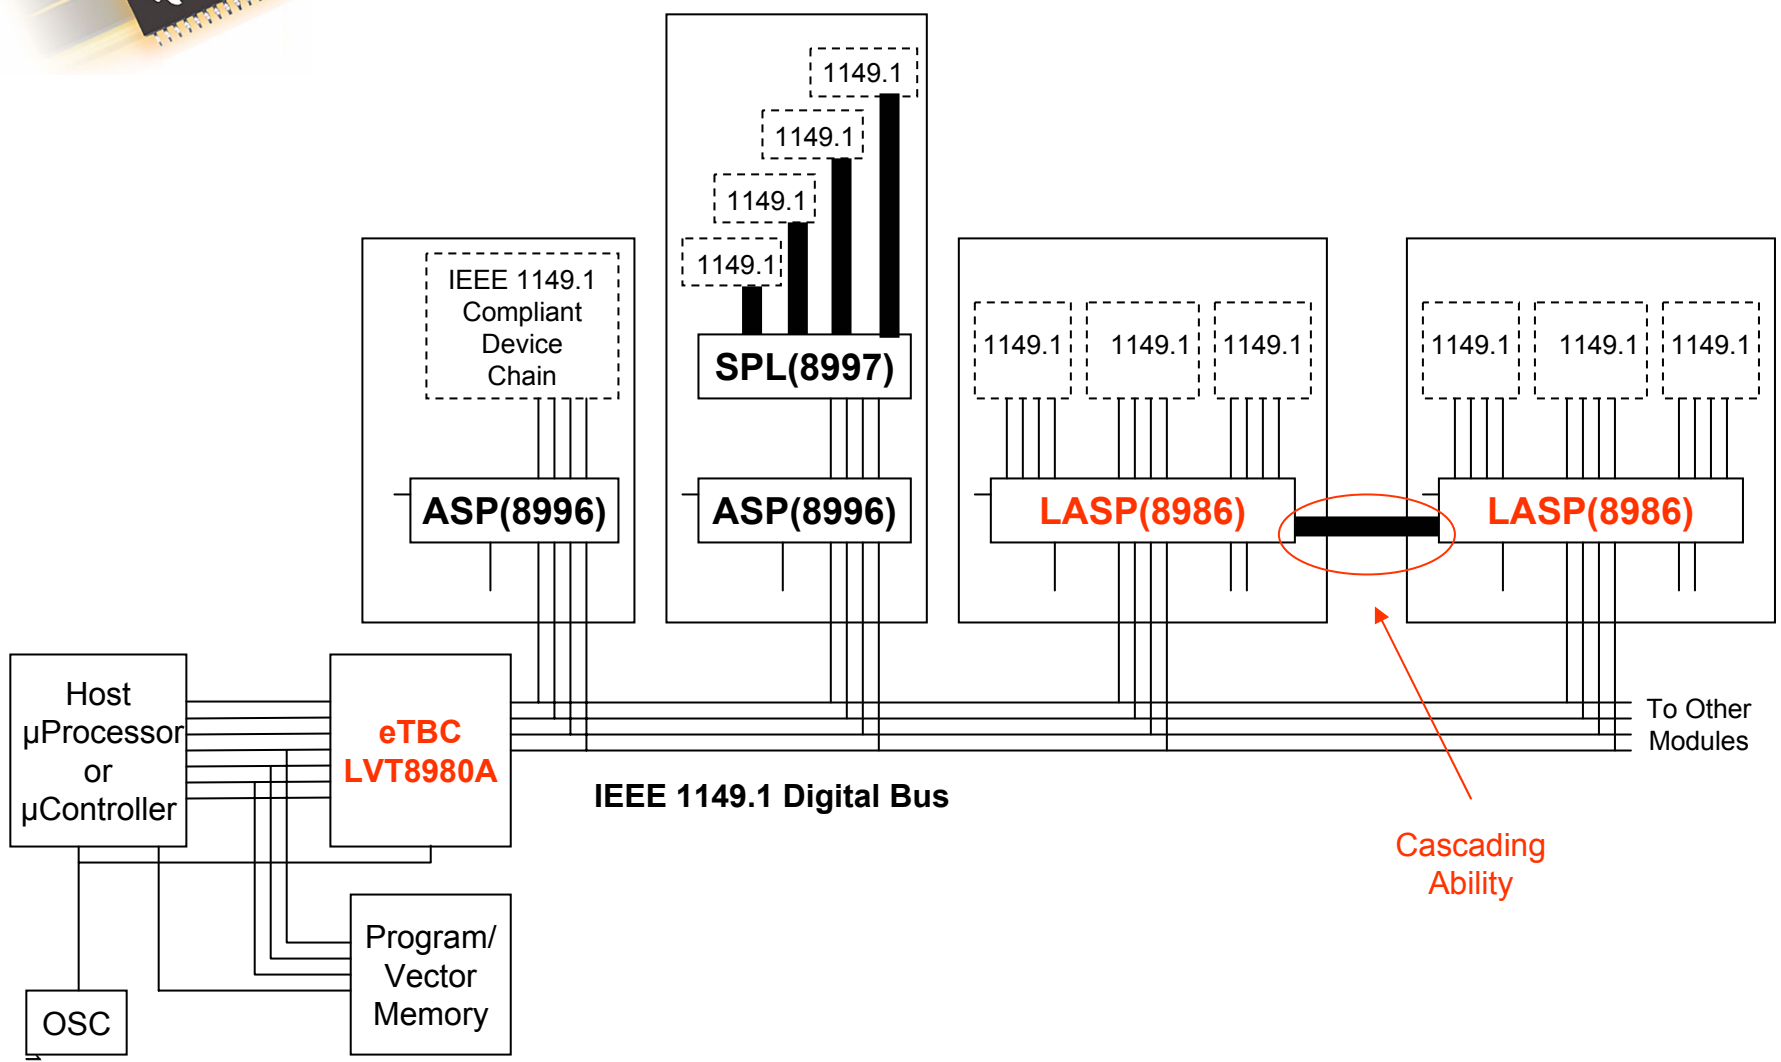 1149.1
1149.1
1149.1
1149.1
IEEE 1149.1
Compliant
Device
Chain
SPL(8997)
1149.1
1149.1
1149.1
1149.1
1149.1
1149.1
ASP(8996)
ASP(8996)
LASP(8986)
LASP(8986)
Host
µProcessor
or
µController
eTBC
LVT8980A
To Other
Modules
IEEE 1149.1 Digital Bus
Cascading
Ability
Program/
Vector
Memory
OSC